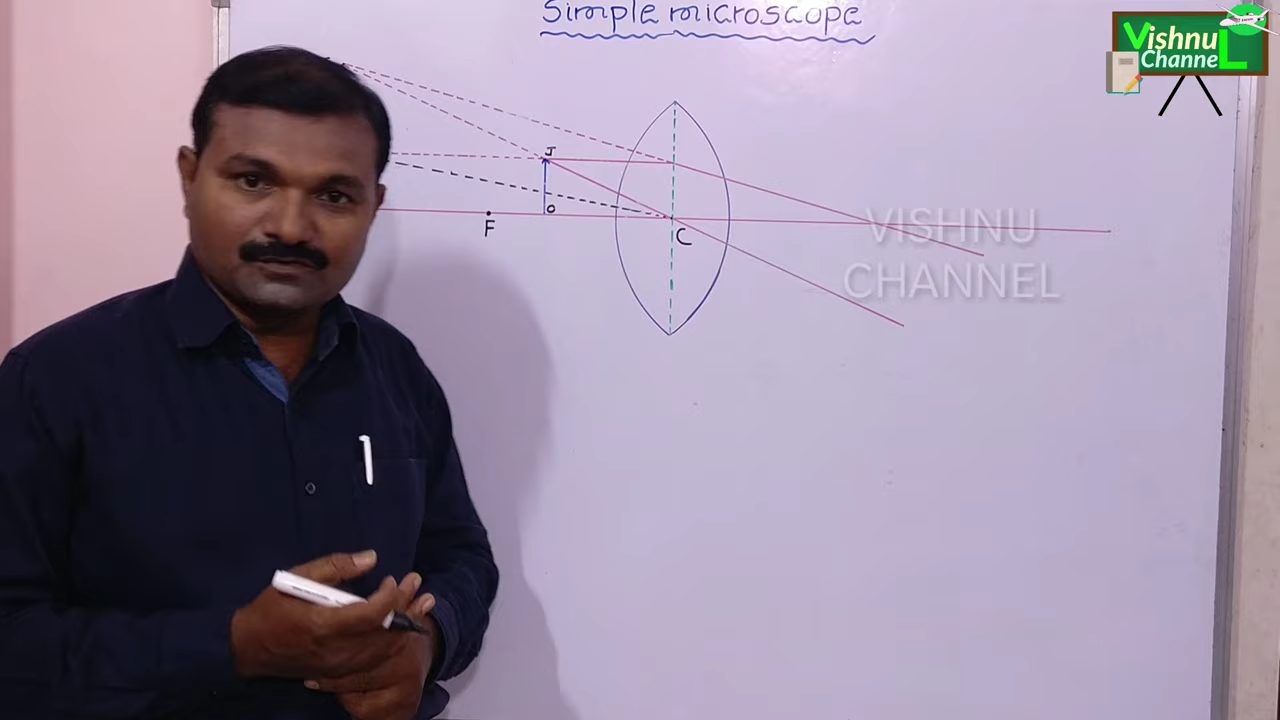 Simple microscope
Vishnu
ChanneL
J
O
F
C
VISHNU
CHANNEL